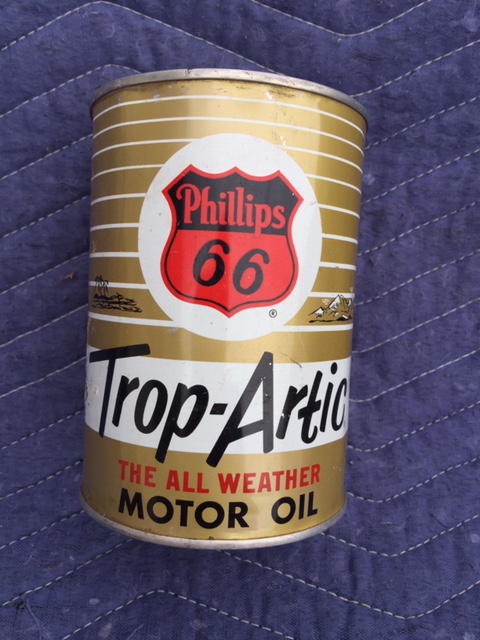 Phillips
66
®
Trop-Artic
THE ALL WEATHER
MOTOR OIL